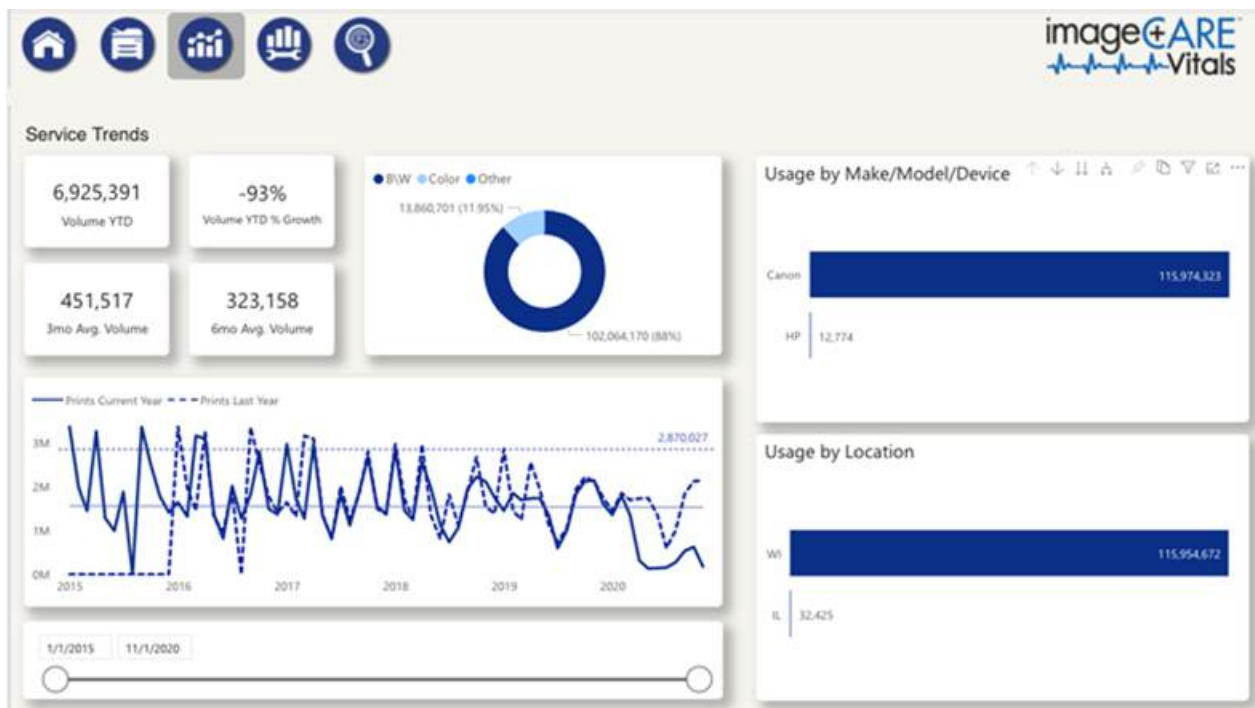 image+CARE
Vitals
Service Trends
6,925,391
Volume YTD
-93%
Volume YTD % Growth
451,517
3mo Avg. Volume
323,158
6mo Avg. Volume
B\W Color Other
13,860,701 (11.95%)
102,064,170 (88%)
Prints Current Year Prints Last Year
2,870,027
3M
2M
1M
0M
2015 2016 2017 2018 2019 2020
1/1/2015 11/1/2020
Usage by Make/Model/Device
Canon 115,974,323
HP 12,774
Usage by Location
WI 115,954,672
IL 32,425